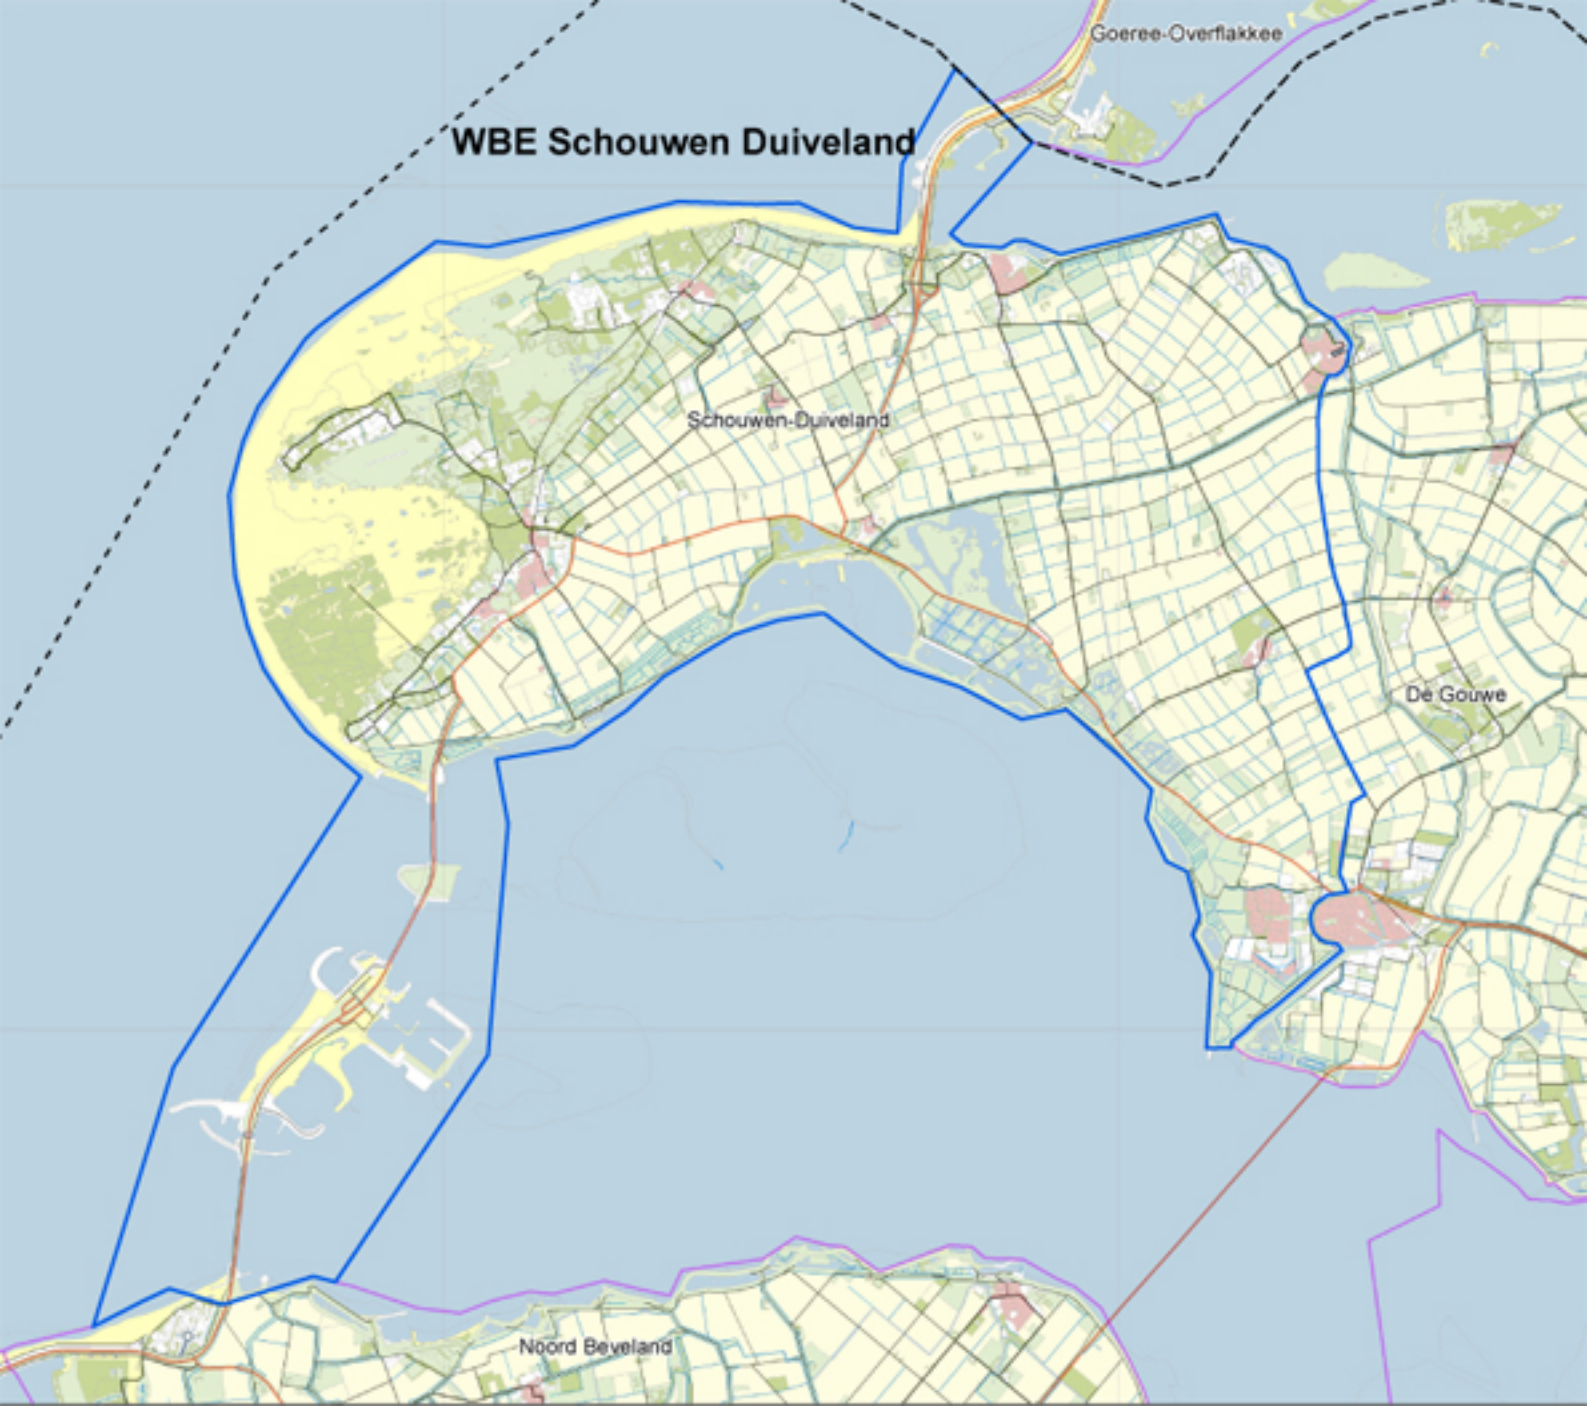 Goeree-Overflakkee
WBE Schouwen Duiveland
Schouwen-Duiveland
De Gouwe
Noord Beveland